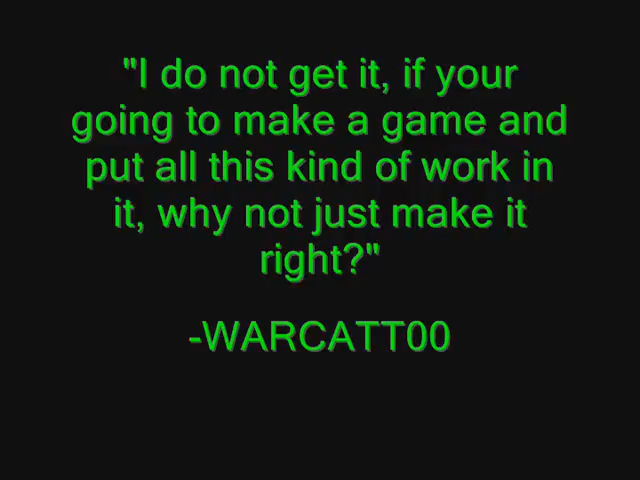 "I do not get it, if your
going to make a game and
put all this kind of work in
it, why not just make it
right?"
-WARCATT00